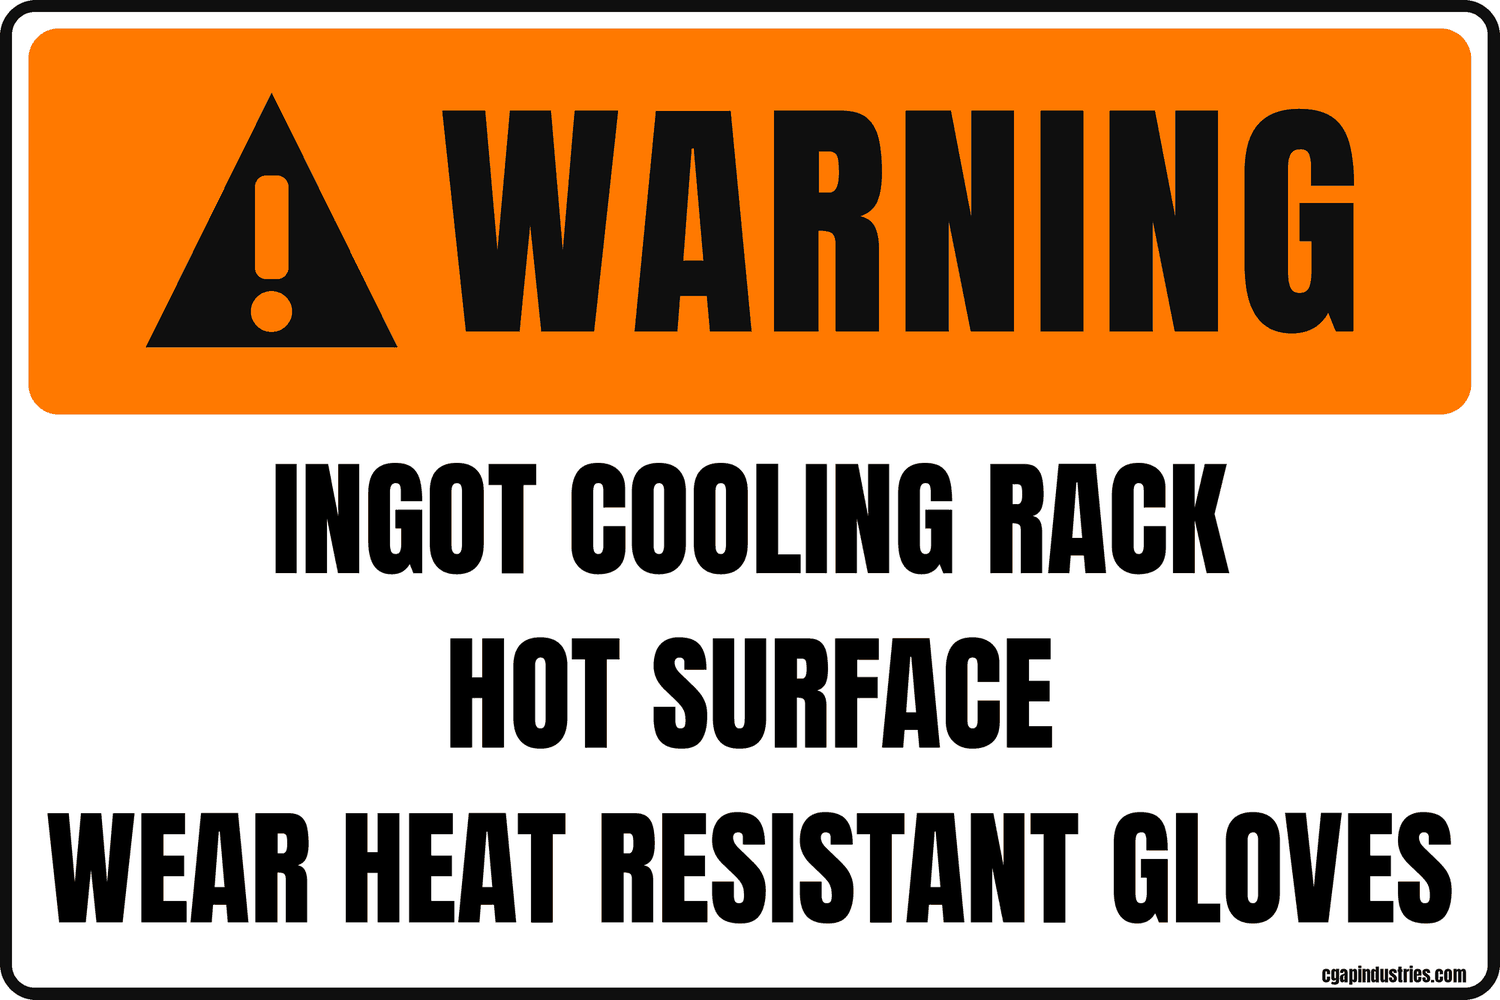 WARNING
INGOT COOLING RACK
HOT SURFACE
WEAR HEAT RESISTANT GLOVES
cgapindustries.com